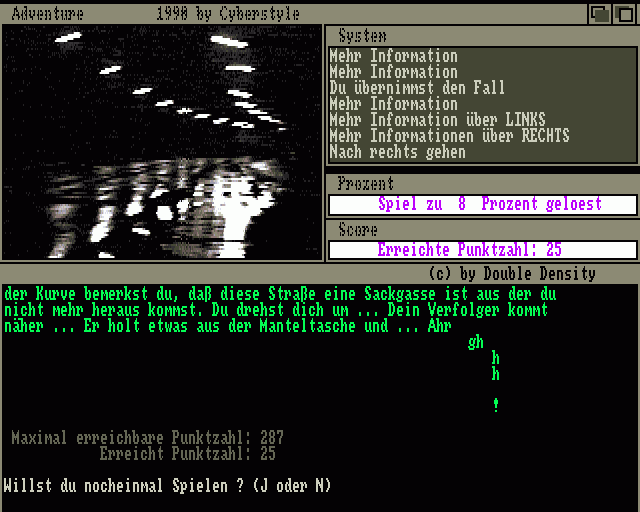 Adventure 1990 by Cyberstyle
System
Mehr Information
Mehr Information
Du übernimmst den Fall
Mehr Information
Mehr Information über LINKS
Mehr Informationen über RECHTS
Nach rechts gehen
Prozent
Spiel zu 8 Prozent geloest
Score
Erreichte Punktzahl: 25
(c) by Double Density
der Kurve bemerkst du, daß diese Straße eine Sackgasse ist aus der du
nicht mehr heraus kommst. Du drehst dich um ... Dein Verfolger kommt
näher ... Er holt etwas aus der Manteltasche und ... Ahr
gh
h
h
!
Maximal erreichbare Punktzahl: 287
Erreicht Punktzahl: 25
Willst du nocheinmal Spielen ? (J oder N)